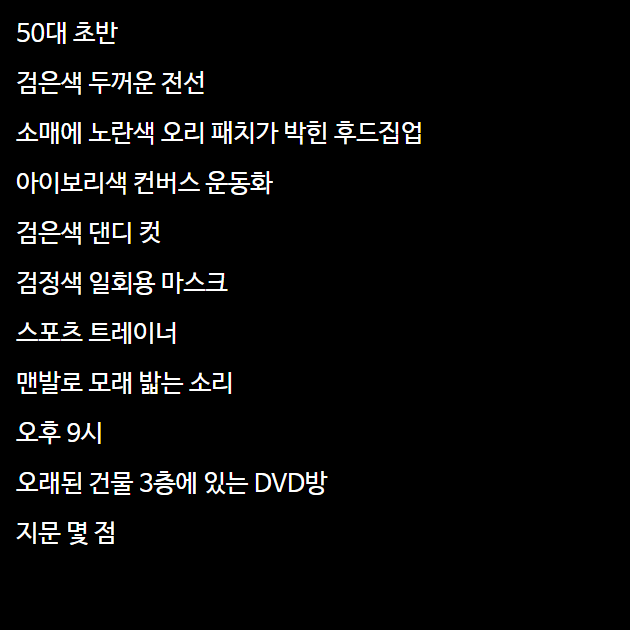 50대 초반
검은색 두꺼운 전선
소매에 노란색 오리 패치가 박힌 후드집업
아이보리색 컨버스 운동화
검은색 댄디 컷
검정색 일회용 마스크
스포츠 트레이너
맨발로 모래 밟는 소리
오후 9시
오래된 건물 3층에 있는 DVD방
지문 몇 점